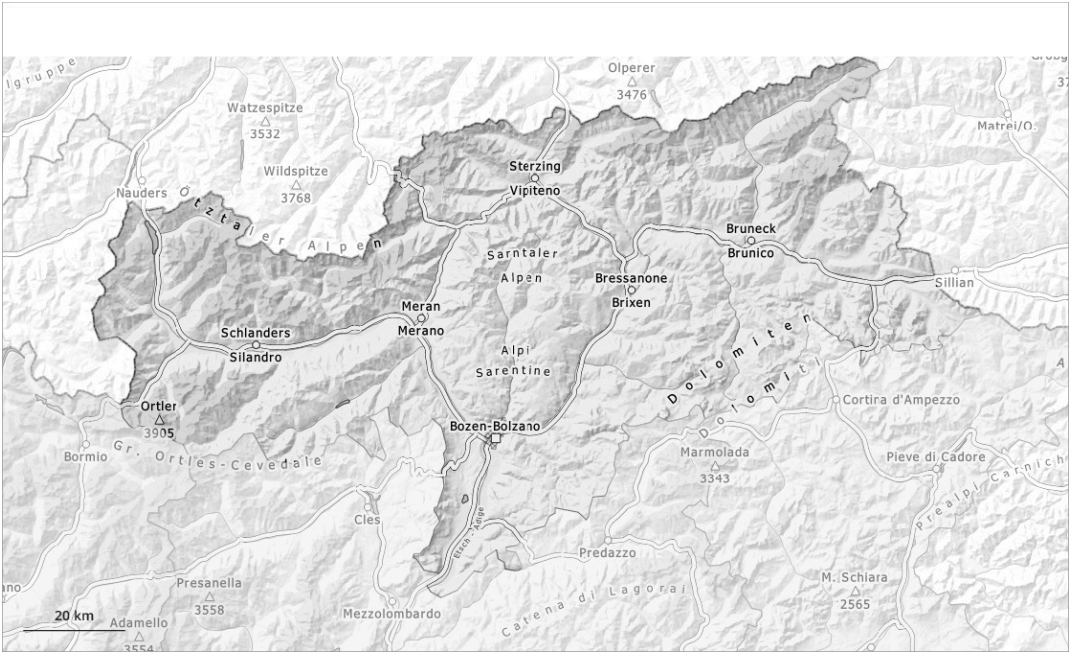 lgruppe
Olperer
3476
Watzespitze
3532
Matrei/O.
Wildspitze
3768
Nauders
Ötztaler Alpen
Sterzing
Vipiteno
Bruneck
Brunico
Sarntaler
Alpen
Bressanone
Brixen
Sillian
Meran
Merano
Schlanders
Silandro
Alpi
Sarentine
Dolomiten
Dolomiti
Ortler
3905
Cortina d'Ampezzo
Bozen-Bolzano
Bormio
Gr. Ortles-Cevedale
Marmolada
3343
Pieve di Cadore
Prealpi Carnich
Cles
Etsch - Adige
Predazzo
Presanella
3558
M. Schiara
2565
ano
Catena di Lagorai
Mezzolombardo
20 km
Adamello
3554